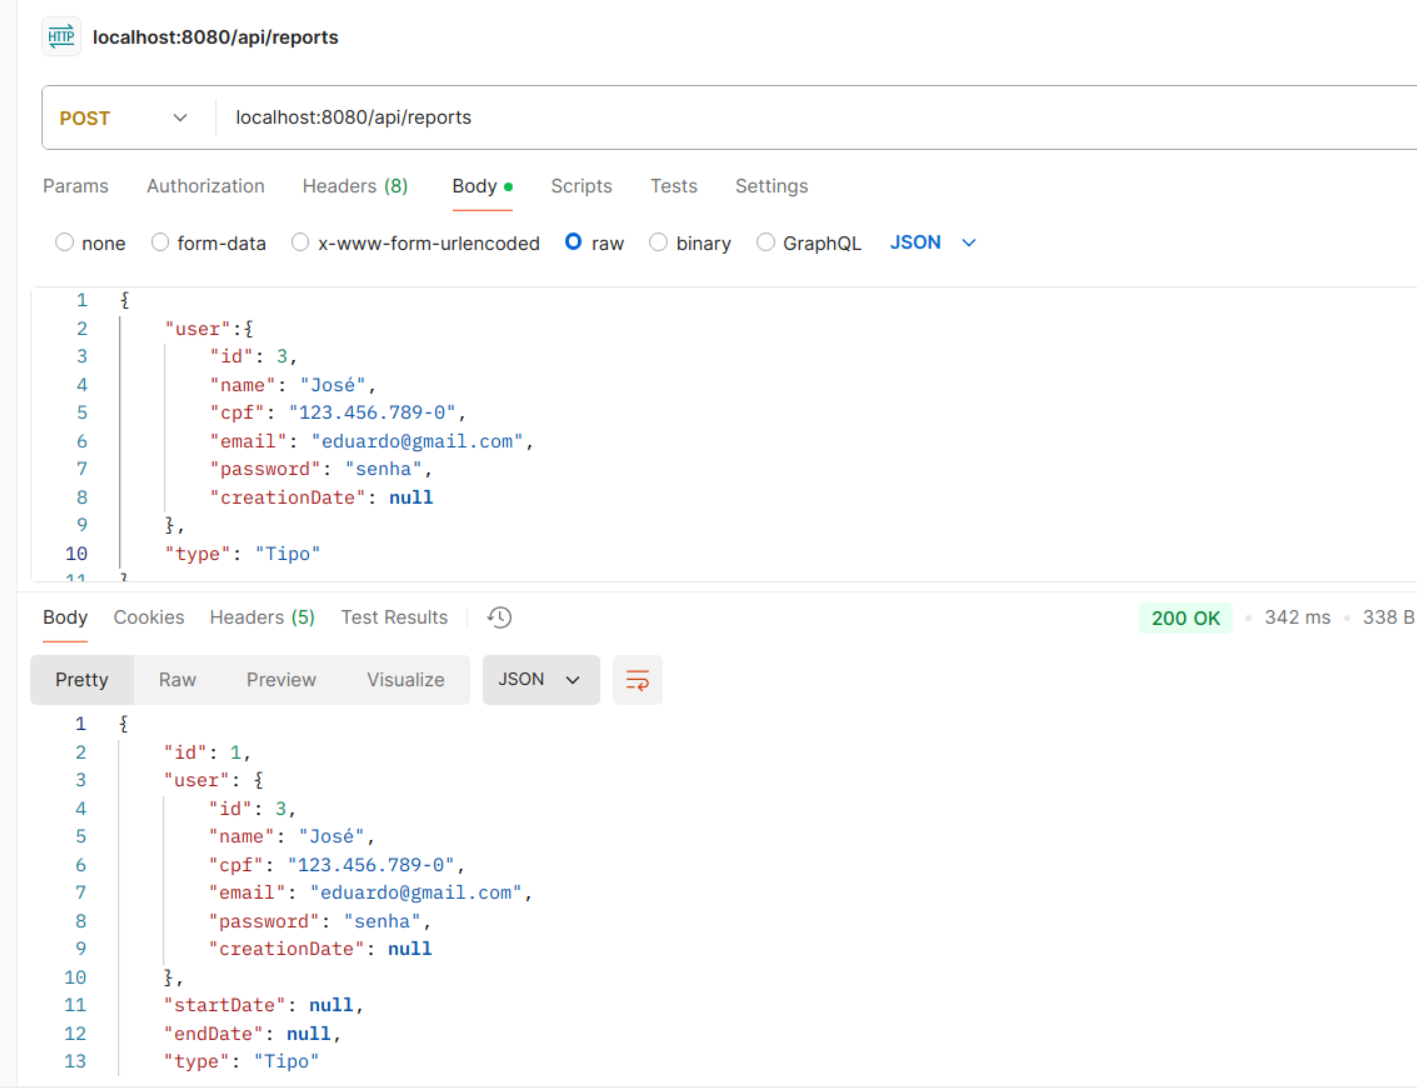 HTTP localhost:8080/api/reports
POST localhost:8080/api/reports
Params Authorization Headers (8) Body Scripts Tests Settings
none form-data x-www-form-urlencoded raw binary GraphQL JSON
1 {
2 "user":{
3 "id": 3,
4 "name": "José",
5 "cpf": "123.456.789-0",
6 "email": "eduardo@gmail.com",
7 "password": "senha",
8 "creationDate": null
9 },
10 "type": "Tipo"
11 }
Body Cookies Headers (5) Test Results 200 OK • 342 ms • 338 B
Pretty Raw Preview Visualize JSON
1 {
2 "id": 1,
3 "user": {
4 "id": 3,
5 "name": "José",
6 "cpf": "123.456.789-0",
7 "email": "eduardo@gmail.com",
8 "password": "senha",
9 "creationDate": null
10 },
11 "startDate": null,
12 "endDate": null,
13 "type": "Tipo"